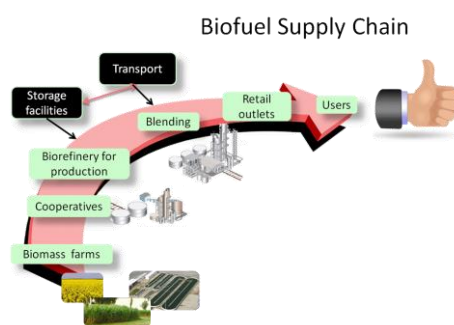 Biofuel Supply Chain
Transport
Storage
facilities
Retail
outlets
Users
Blending
Biorefinery for
production
Cooperatives
Biomass farms